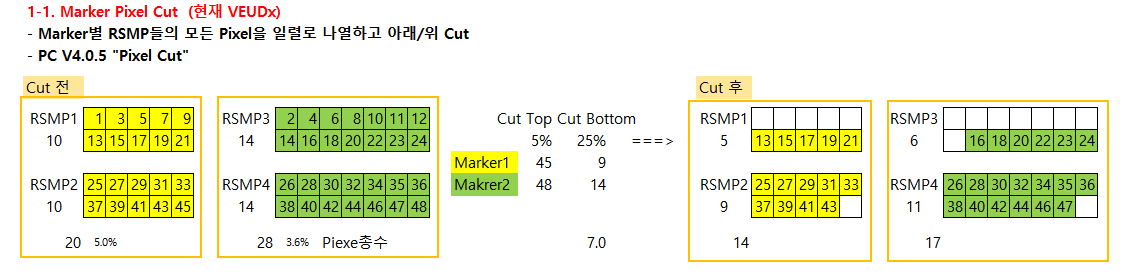 1-1. Marker Pixel Cut (현재 VEUDx)
- Marker별 RSMP들의 모든 Pixel을 일렬로 나열하고 아래/위 Cut
- PC V4.0.5 "Pixel Cut"
Cut 전
RSMP1 1 3 5 7 9
10 13 15 17 19 21
RSMP2 25 27 29 31 33
10 37 39 41 43 45
20 5.0%
RSMP3 2 4 6 8 10 11 12
14 14 16 18 20 22 23 24
RSMP4 26 28 30 32 34 35 36
14 38 40 42 44 46 47 48
28 3.6% Piexe총수
Cut Top Cut Bottom
5% 25% ===>
Marker1 45 9
Makrer2 48 14
7.0
Cut 후
RSMP1
5 13 15 17 19 21
RSMP2 25 27 29 31 33
9 37 39 41 43
14
RSMP3
6 16 18 20 22 23 24
RSMP4 26 28 30 32 34 35 36
11 38 40 42 44 46 47
17